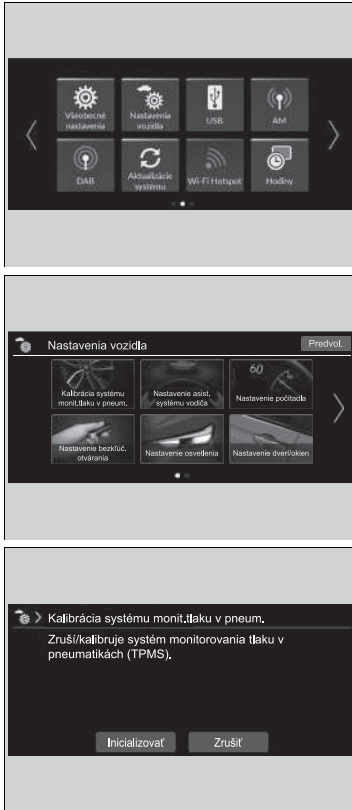 Všeobecné
nastavenia
Nastavenia
vozidla
USB
AM
DAB
Aktualizácie
systému
Wi-Fi Hotspot
Hodiny
Nastavenia vozidla
Predvol.
Kalibrácia systému
monit.tlaku v pneum.
Nastavenie asist.
systému vodiča
60
Nastavenie počítadla
Nastavenie bezkľúč.
otvárania
Nastavenie osvetlenia
Nastavenie dverí/okien
Kalibrácia systému monit.tlaku v pneum.
Zruší/kalibruje systém monitorovania tlaku v
pneumatikách (TPMS).
Inicializovať
Zrušiť